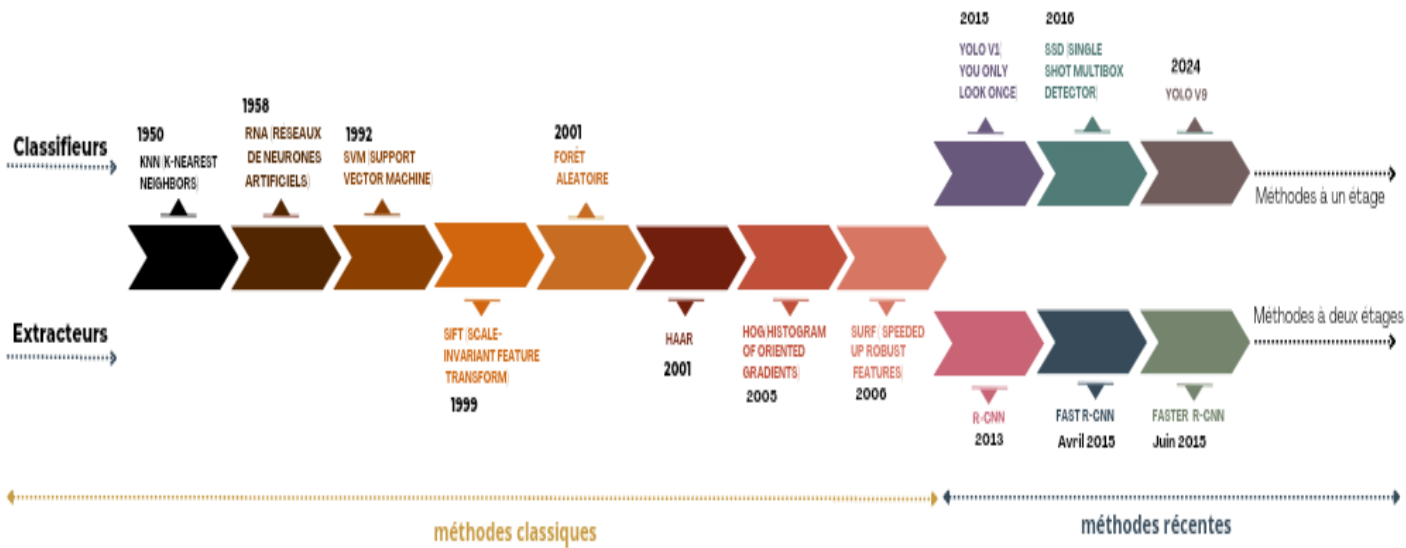 Classifieurs
1950
KNN (K-NEAREST
NEIGHBORS)
1958
RNA (RÉSEAUX
DE NEURONES
ARTIFICIELS)
1992
SVM (SUPPORT
VECTOR MACHINE)
2001
FORÊT
ALEATOIRE
2015
YOLO V1(
YOU ONLY
LOOK ONCE)
2016
SSD (SINGLE
SHOT MULTIBOX
DETECTOR)
2024
YOLO V9
Méthodes à un étage
Extracteurs
SIFT (SCALE-
INVARIANT FEATURE
TRANSFORM)
1999
HAAR
2001
HOG(HISTOGRAM
OF ORIENTED
GRADIENTS)
2005
SURF ( SPEEDED
UP ROBUST
FEATURES)
2006
Méthodes à deux étages
R-CNN
2013
FAST R-CNN
Avril 2015
FASTER R-CNN
Juin 2015
méthodes classiques
méthodes récentes